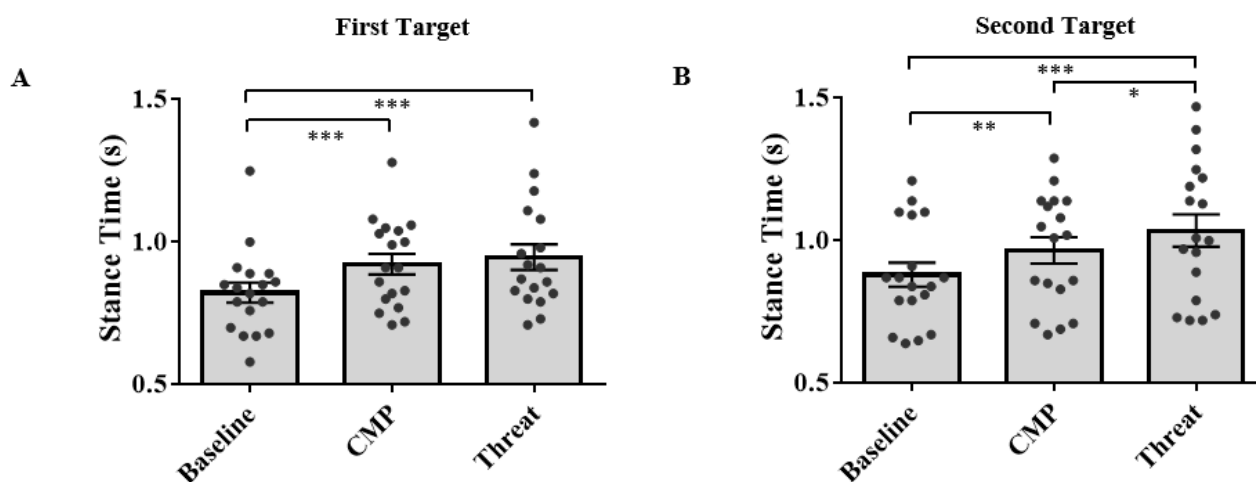 First Target
A
***
***
Stance Time (s)
1.5
1.0
0.5
Baseline
CMP
Threat
Second Target
B
***
*
**
Stance Time (s)
1.5
1.0
0.5
Baseline
CMP
Threat